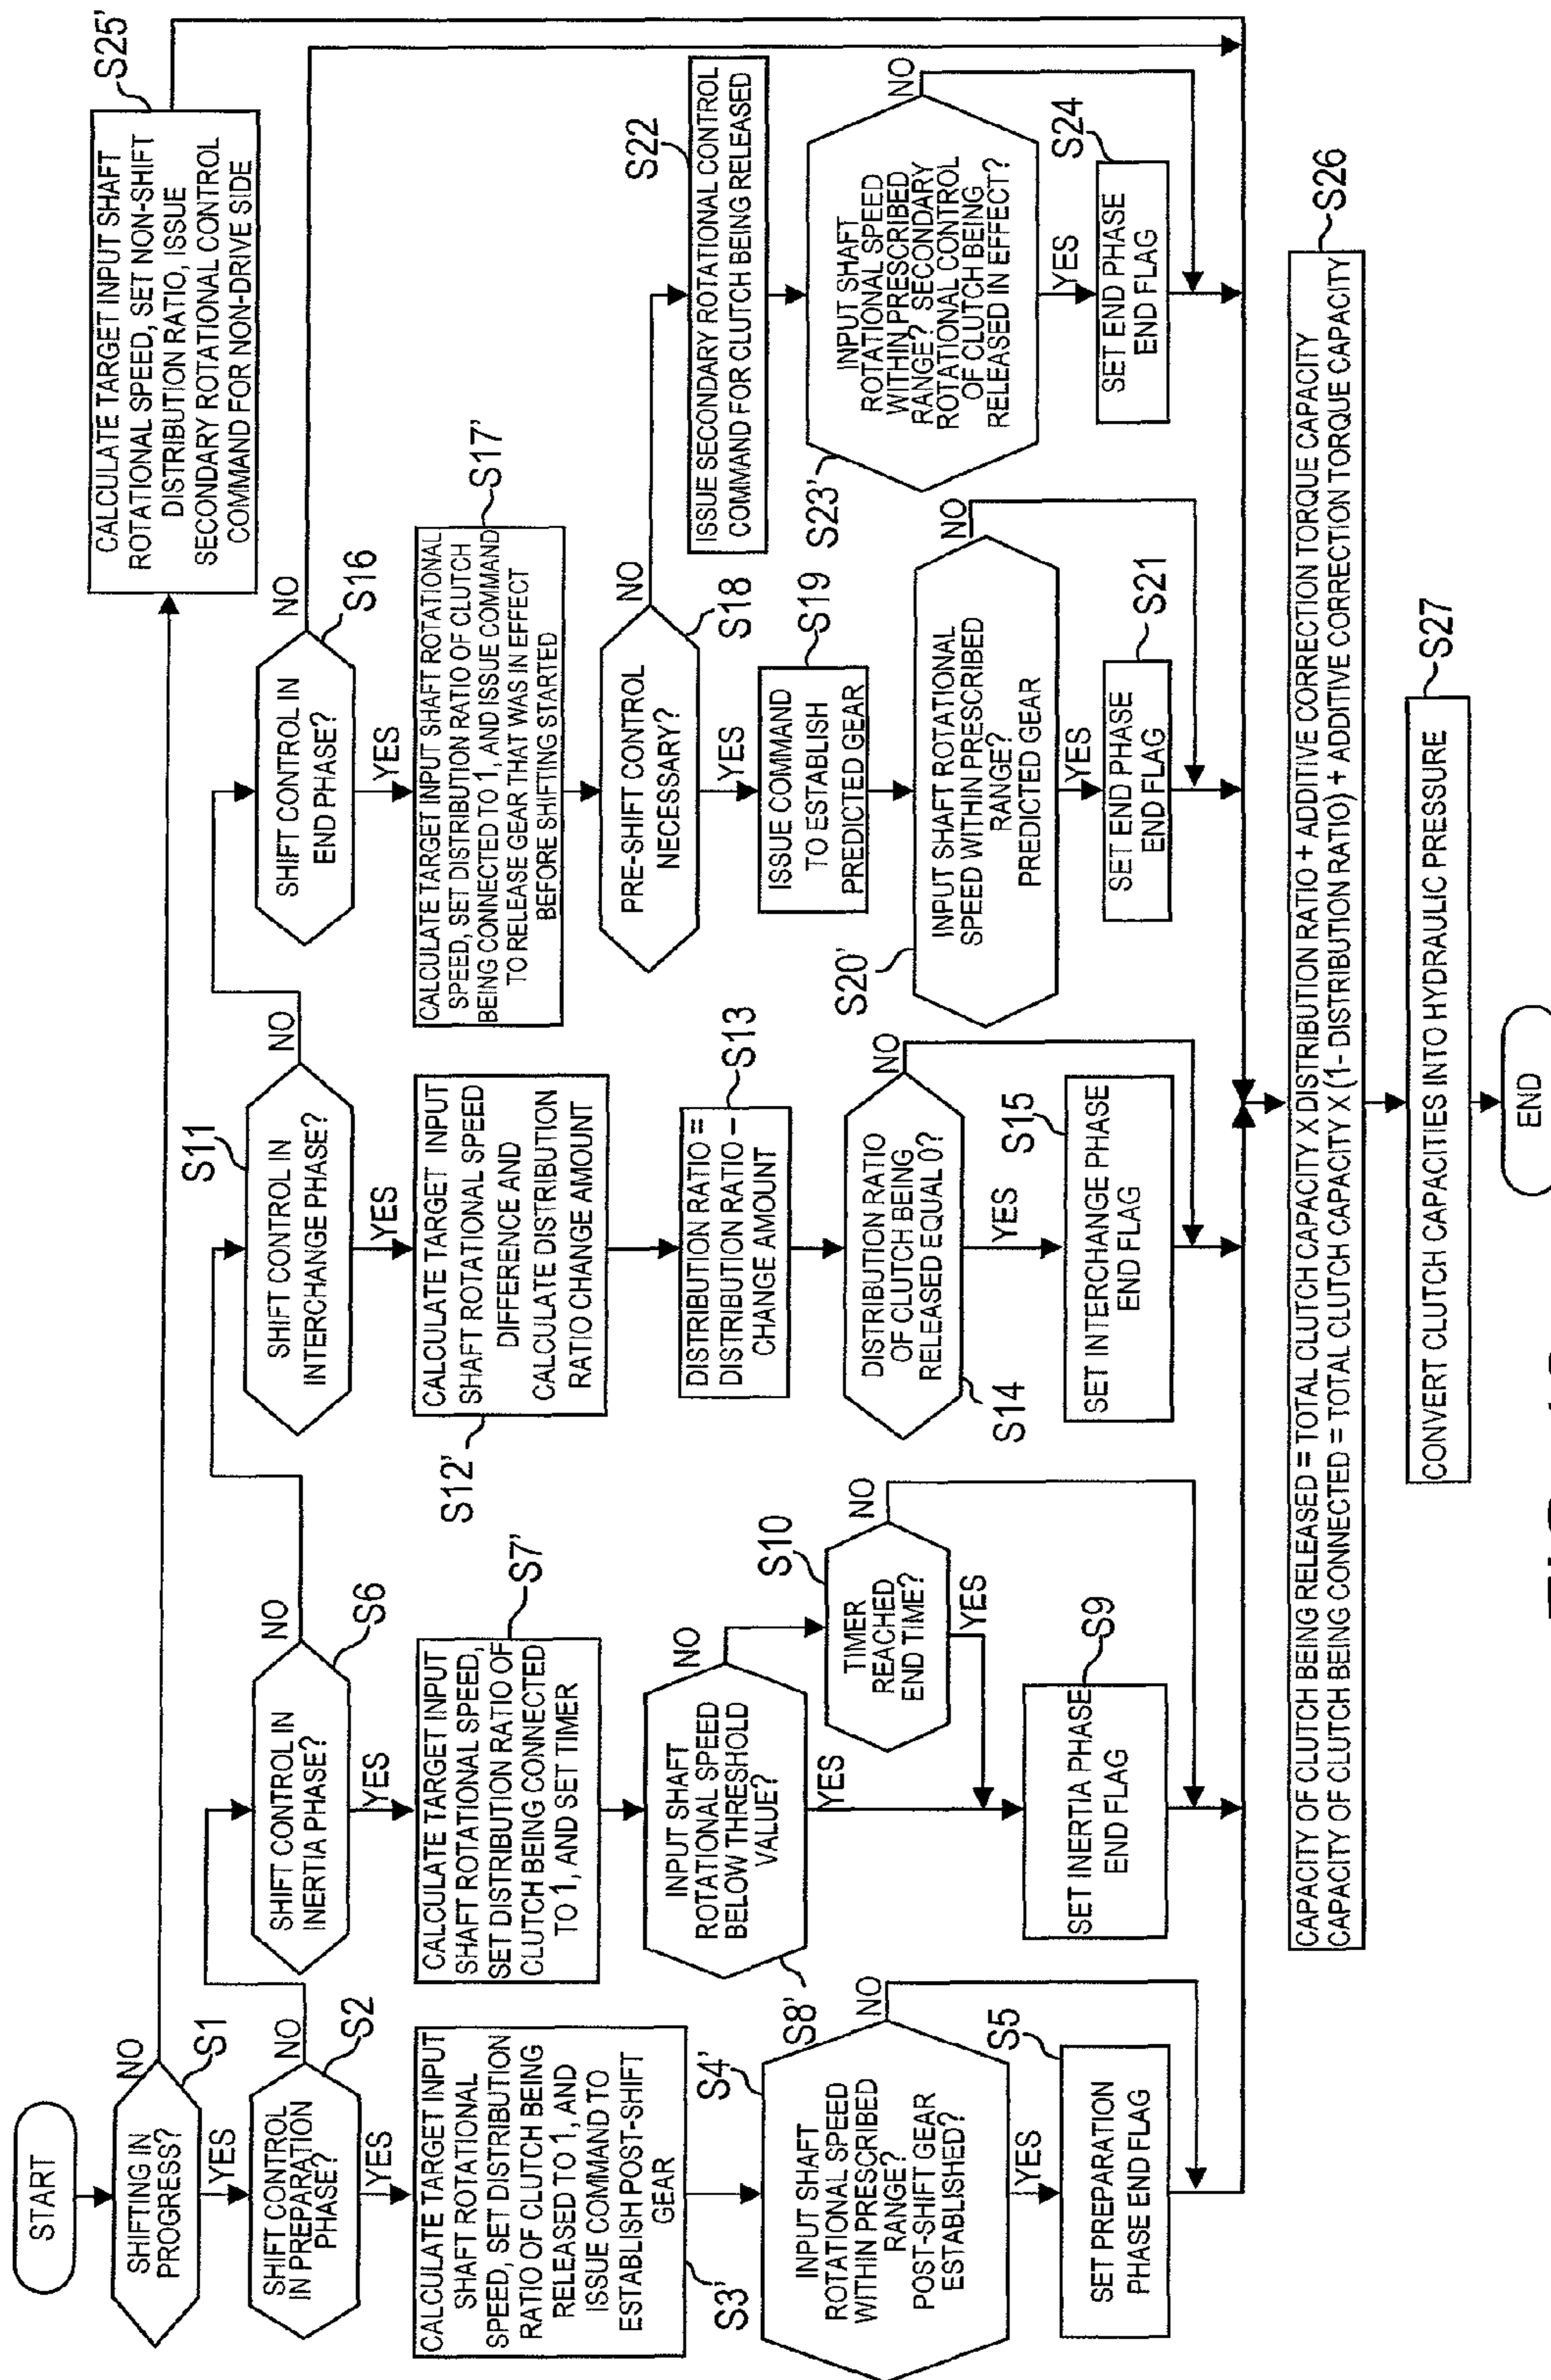 START
SHIFTING IN
PROGRESS?
S1
NO
YES
SHIFT CONTROL
IN PREPARATION
PHASE?
S2
NO
YES
CALCULATE TARGET INPUT
SHAFT ROTATIONAL
SPEED, SET DISTRIBUTION
RATIO OF CLUTCH BEING
RELEASED TO 1, AND
ISSUE COMMAND TO
ESTABLISH POST-SHIFT
GEAR
S3'
INPUT SHAFT
ROTATIONAL SPEED
WITHIN PRESCRIBED
RANGE?
POST-SHIFT GEAR
ESTABLISHED?
S4'
NO
YES
SET PREPARATION
PHASE END FLAG
S5
SHIFT CONTROL IN
INERTIA PHASE?
S6
NO
YES
CALCULATE TARGET INPUT
SHAFT ROTATIONAL SPEED,
SET DISTRIBUTION RATIO OF
CLUTCH BEING CONNECTED
TO 1, AND SET TIMER
S7'
INPUT SHAFT
ROTATIONAL SPEED
BELOW THRESHOLD
VALUE?
S8'
NO
YES
TIMER
REACHED
END TIME?
S10
NO
YES
SET INERTIA PHASE
END FLAG
S9
SHIFT CONTROL IN
INTERCHANGE PHASE?
S11
NO
YES
CALCULATE TARGET INPUT
SHAFT ROTATIONAL SPEED
DIFFERENCE AND
CALCULATE DISTRIBUTION
RATIO CHANGE AMOUNT
S12'
DISTRIBUTION RATIO =
DISTRIBUTION RATIO –
CHANGE AMOUNT
S13
DISTRIBUTION RATIO
OF CLUTCH BEING
RELEASED EQUAL 0?
S14
NO
YES
SET INTERCHANGE PHASE
END FLAG
S15
SHIFT CONTROL IN
END PHASE?
S16
NO
YES
CALCULATE TARGET INPUT SHAFT ROTATIONAL
SPEED, SET DISTRIBUTION RATIO OF CLUTCH
BEING CONNECTED TO 1, AND ISSUE COMMAND
TO RELEASE GEAR THAT WAS IN EFFECT
BEFORE SHIFTING STARTED
S17'
PRE-SHIFT CONTROL
NECESSARY?
S18
NO
YES
ISSUE COMMAND
TO ESTABLISH
PREDICTED GEAR
S19
INPUT SHAFT ROTATIONAL
SPEED WITHIN PRESCRIBED
RANGE?
PREDICTED GEAR
S20'
NO
YES
SET END PHASE
END FLAG
S21
ISSUE SECONDARY ROTATIONAL CONTROL
COMMAND FOR CLUTCH BEING RELEASED
S22
INPUT SHAFT
ROTATIONAL SPEED
WITHIN PRESCRIBED
RANGE? SECONDARY
ROTATIONAL CONTROL
OF CLUTCH BEING
RELEASED IN EFFECT?
S23'
NO
YES
SET END PHASE
END FLAG
S24
CALCULATE TARGET INPUT SHAFT
ROTATIONAL SPEED, SET NON-SHIFT
DISTRIBUTION RATIO, ISSUE
SECONDARY ROTATIONAL CONTROL
COMMAND FOR NON-DRIVE SIDE
S25'
CAPACITY OF CLUTCH BEING RELEASED = TOTAL CLUTCH CAPACITY X DISTRIBUTION RATIO + ADDITIVE CORRECTION TORQUE CAPACITY
CAPACITY OF CLUTCH BEING CONNECTED = TOTAL CLUTCH CAPACITY X (1- DISTRIBUTION RATIO) + ADDITIVE CORRECTION TORQUE CAPACITY
S26
CONVERT CLUTCH CAPACITIES INTO HYDRAULIC PRESSURE
S27
END